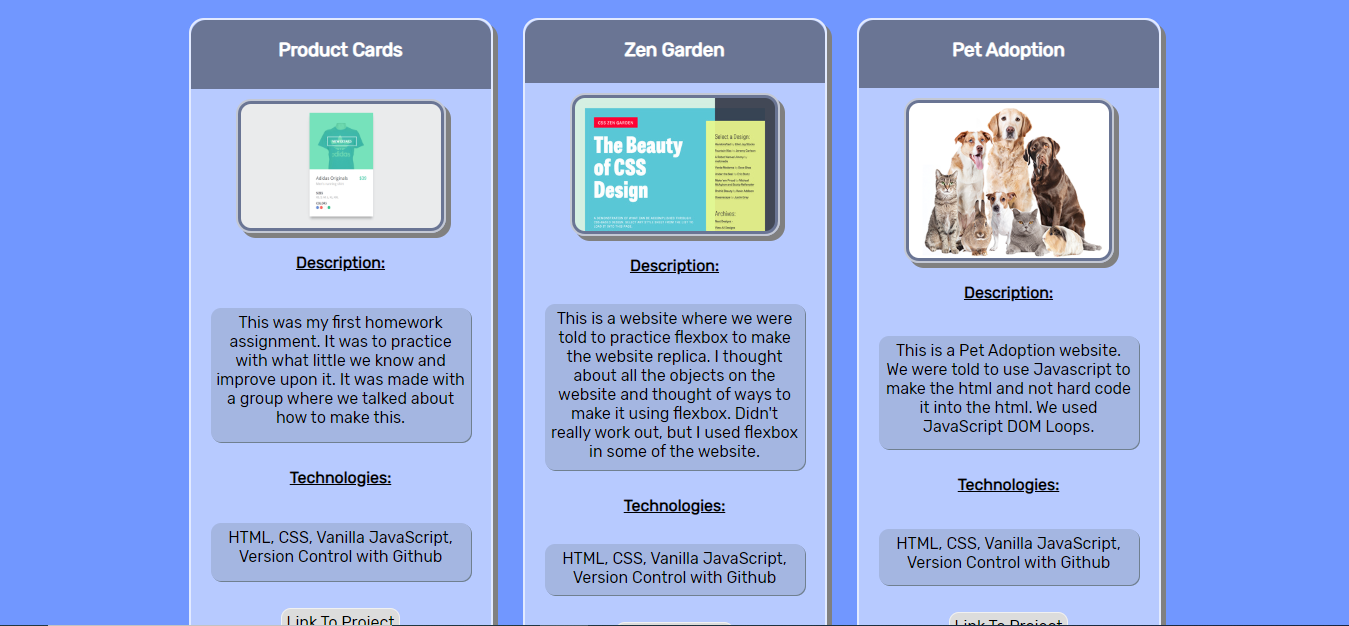 Product Cards
Adidas Originals
Description:
This was my first homework
assignment. It was to practice
with what little we know and
improve upon it. It was made with
a group where we talked about
how to make this.
Technologies:
HTML, CSS, Vanilla JavaScript,
Version Control with Github
Link To Project
Zen Garden
CSS ZEN GARDEN
The Beauty
of CSS
Design
Select a Design:
Archives:
Description:
This is a website where we were
told to practice flexbox to make
the website replica. I thought
about all the objects on the
website and thought of ways to
make it using flexbox. Didn't
really work out, but I used flexbox
in some of the website.
Technologies:
HTML, CSS, Vanilla JavaScript,
Version Control with Github
Pet Adoption
Description:
This is a Pet Adoption website.
We were told to use Javascript to
make the html and not hard code
it into the html. We used
JavaScript DOM Loops.
Technologies:
HTML, CSS, Vanilla JavaScript,
Version Control with Github
Link To Project